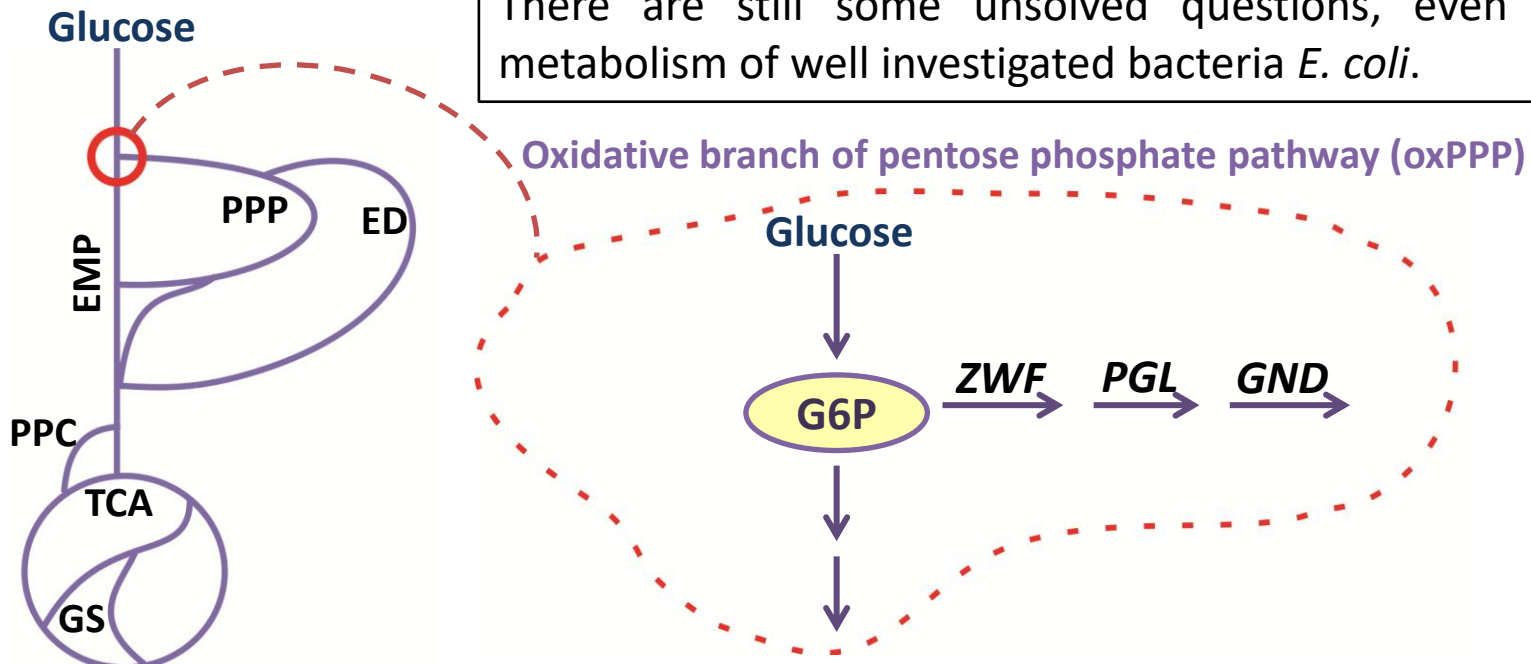 There are still some unsolved questions, even
metabolism of well investigated bacteria E. coli.
Glucose
Oxidative branch of pentose phosphate pathway (oxPPP)
PPP
ED
EMP
Glucose
ZWF
PGL
GND
G6P
PPC
TCA
GS